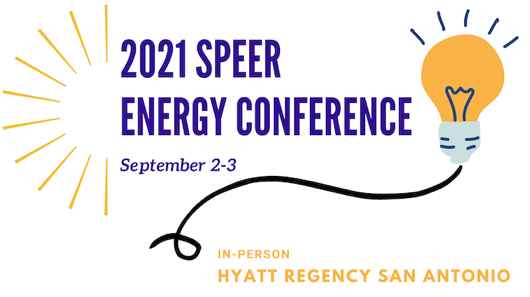 2021 SPEER
ENERGY CONFERENCE
September 2-3
IN-PERSON
HYATT REGENCY SAN ANTONIO